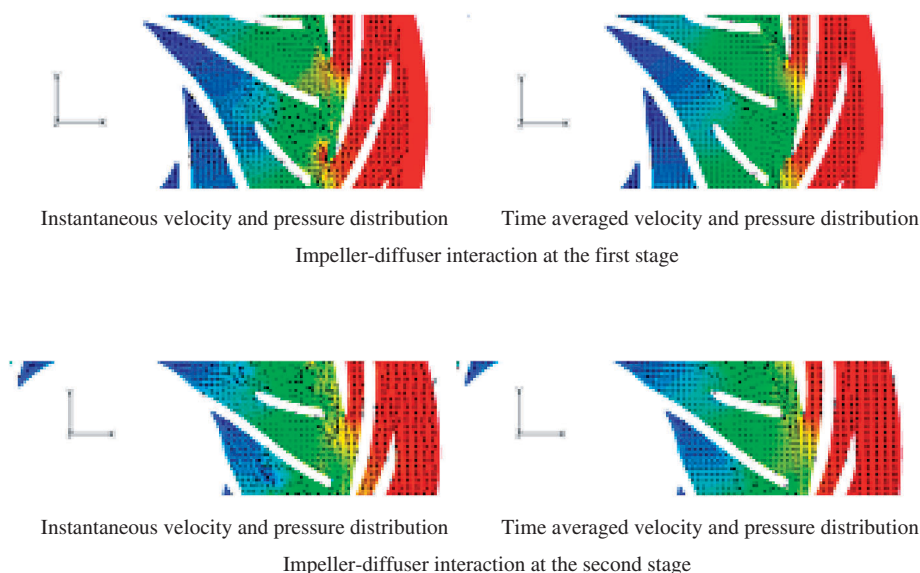 Instantaneous velocity and pressure distribution
Time averaged velocity and pressure distribution
Impeller-diffuser interaction at the first stage
Instantaneous velocity and pressure distribution
Time averaged velocity and pressure distribution
Impeller-diffuser interaction at the second stage